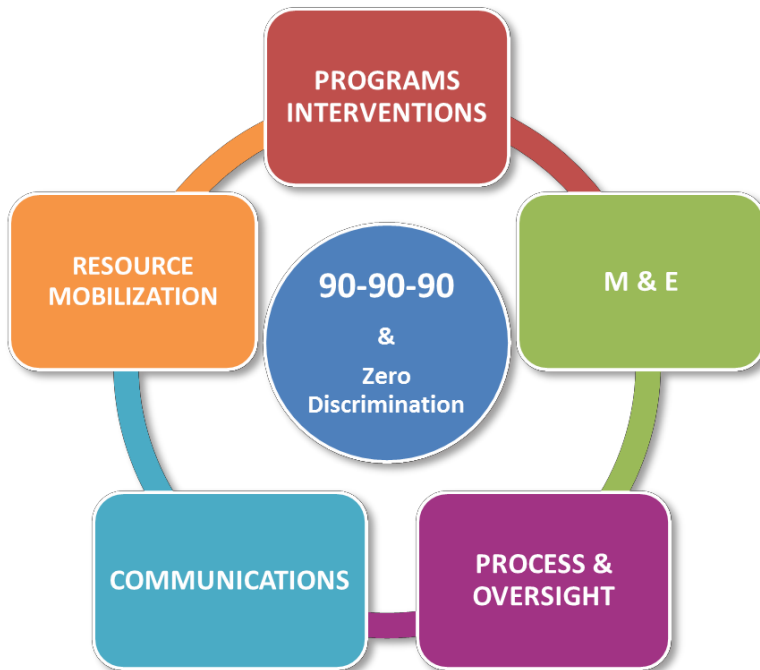 PROGRAMS
INTERVENTIONS
RESOURCE
MOBILIZATION
M & E
90-90-90
&
Zero
Discrimination
COMMUNICATIONS
PROCESS &
OVERSIGHT